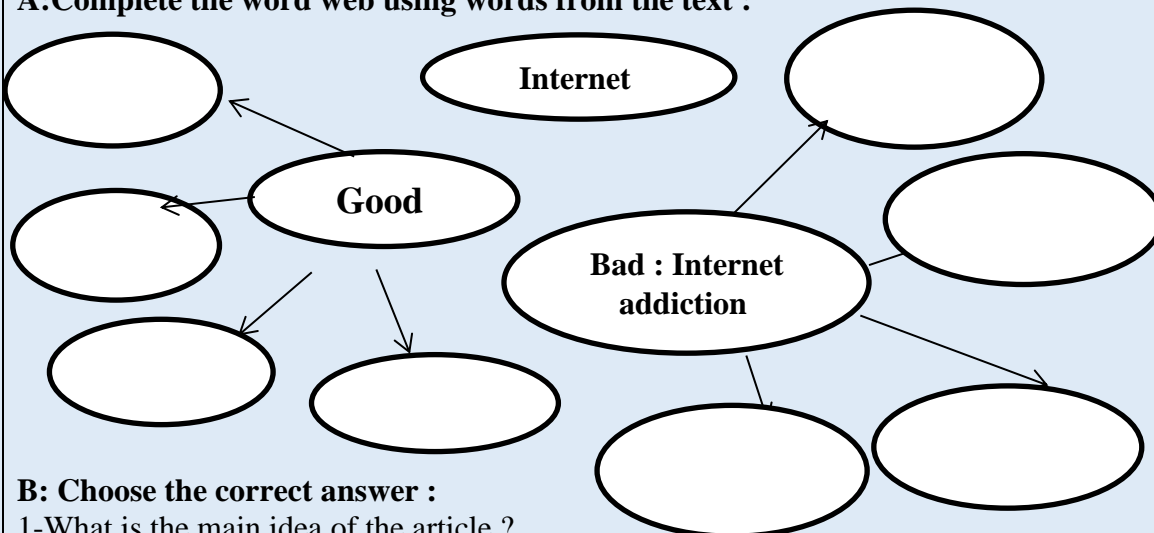 A:Complete the word web using words from the text :
Internet
Good
Bad : Internet
addiction
B: Choose the correct answer :
1-What is the main idea of the article ?